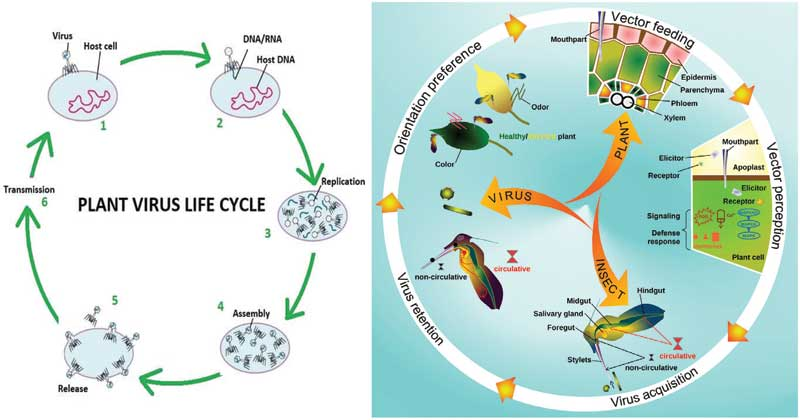 Virus
Host cell
1
DNA/RNA
Host DNA
2
Replication
3
Assembly
4
5
Release
Transmission
6
PLANT VIRUS LIFE CYCLE
Orientation preference
Vector feeding
Vector perception
Virus acquisition
Virus retention
PLANT
VIRUS
INSECT
Mouthpart
Epidermis
Parenchyma
Phloem
Xylem
Odor
Healthy/
plant
Color
Mouthpart
Elicitor
Apoplast
Receptor
Elicitor
Receptor
Signaling
Defense
response
Plant cell
non-circulative
circulative
Hindgut
Midgut
Salivary gland
Foregut
Stylets
circulative
non-circulative